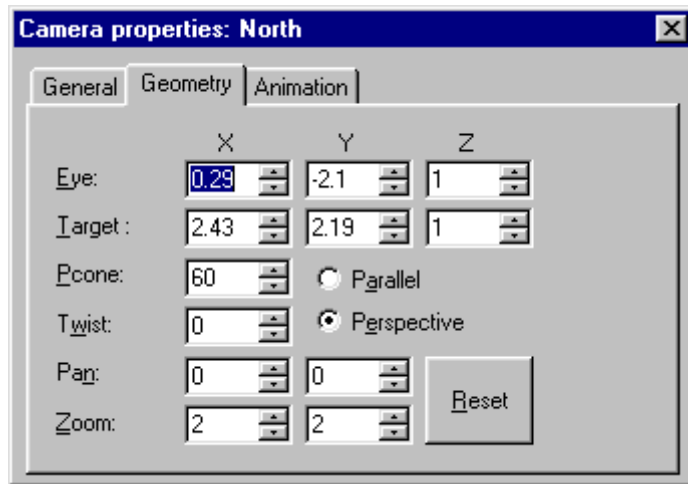 Camera properties: North
General Geometry Animation
X Y Z
Eye: 0.29 -2.1 1
Target : 2.43 2.19 1
Pcone: 60 Parallel
Twist: 0 Perspective
Pan: 0 0
Reset
Zoom: 2 2